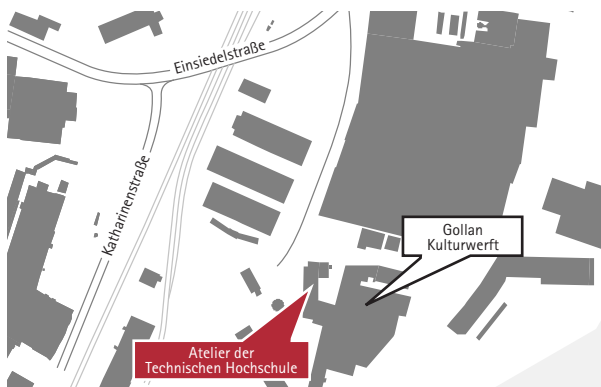 Einsiedelstraße
Katharinenstraße
Gollan
Kulturwerft
Atelier der
Technischen Hochschule